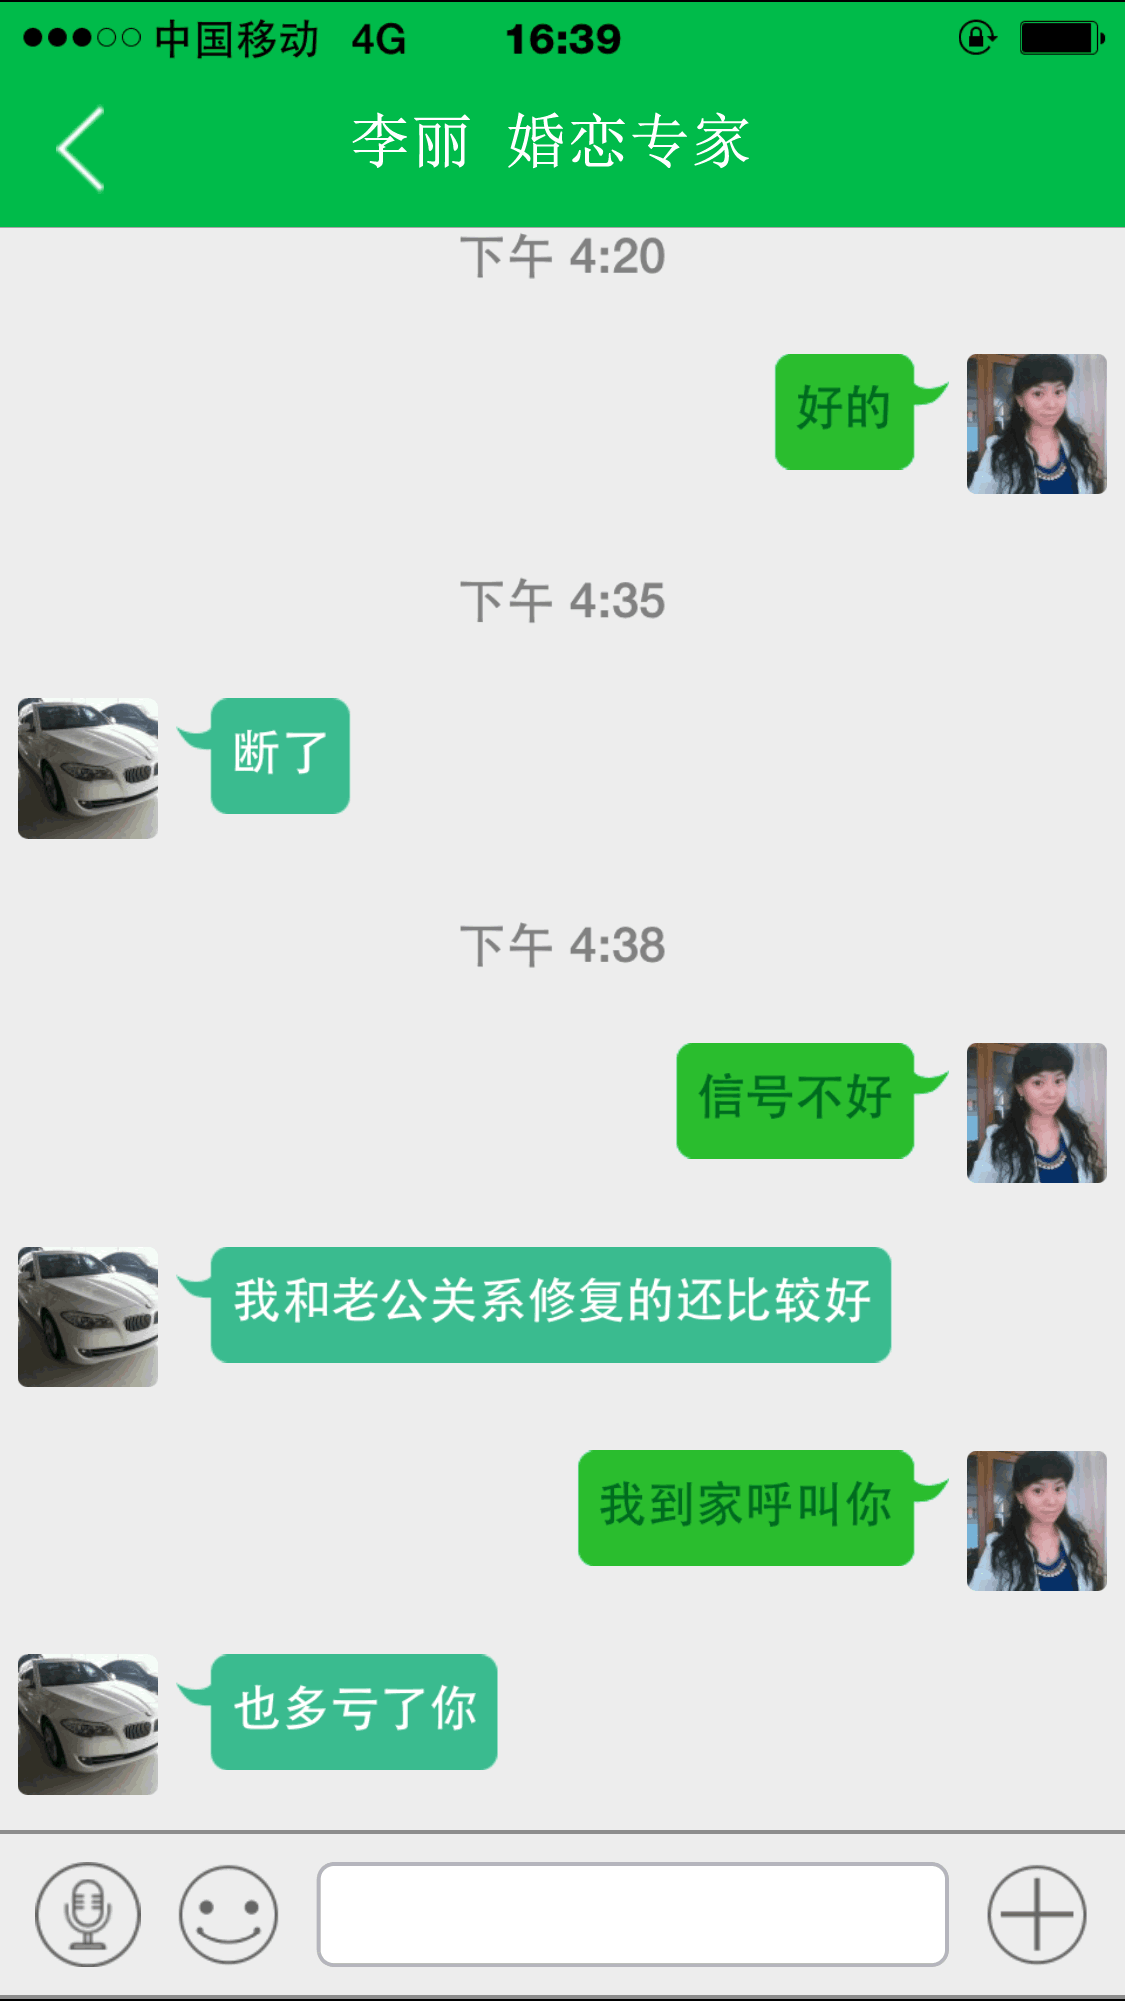 中国移动 4G 16:39
李丽 婚恋专家
下午 4:20
好的
下午 4:35
断了
下午 4:38
信号不好
我和老公关系修复的还比较好
我到家呼叫你
也多亏了你